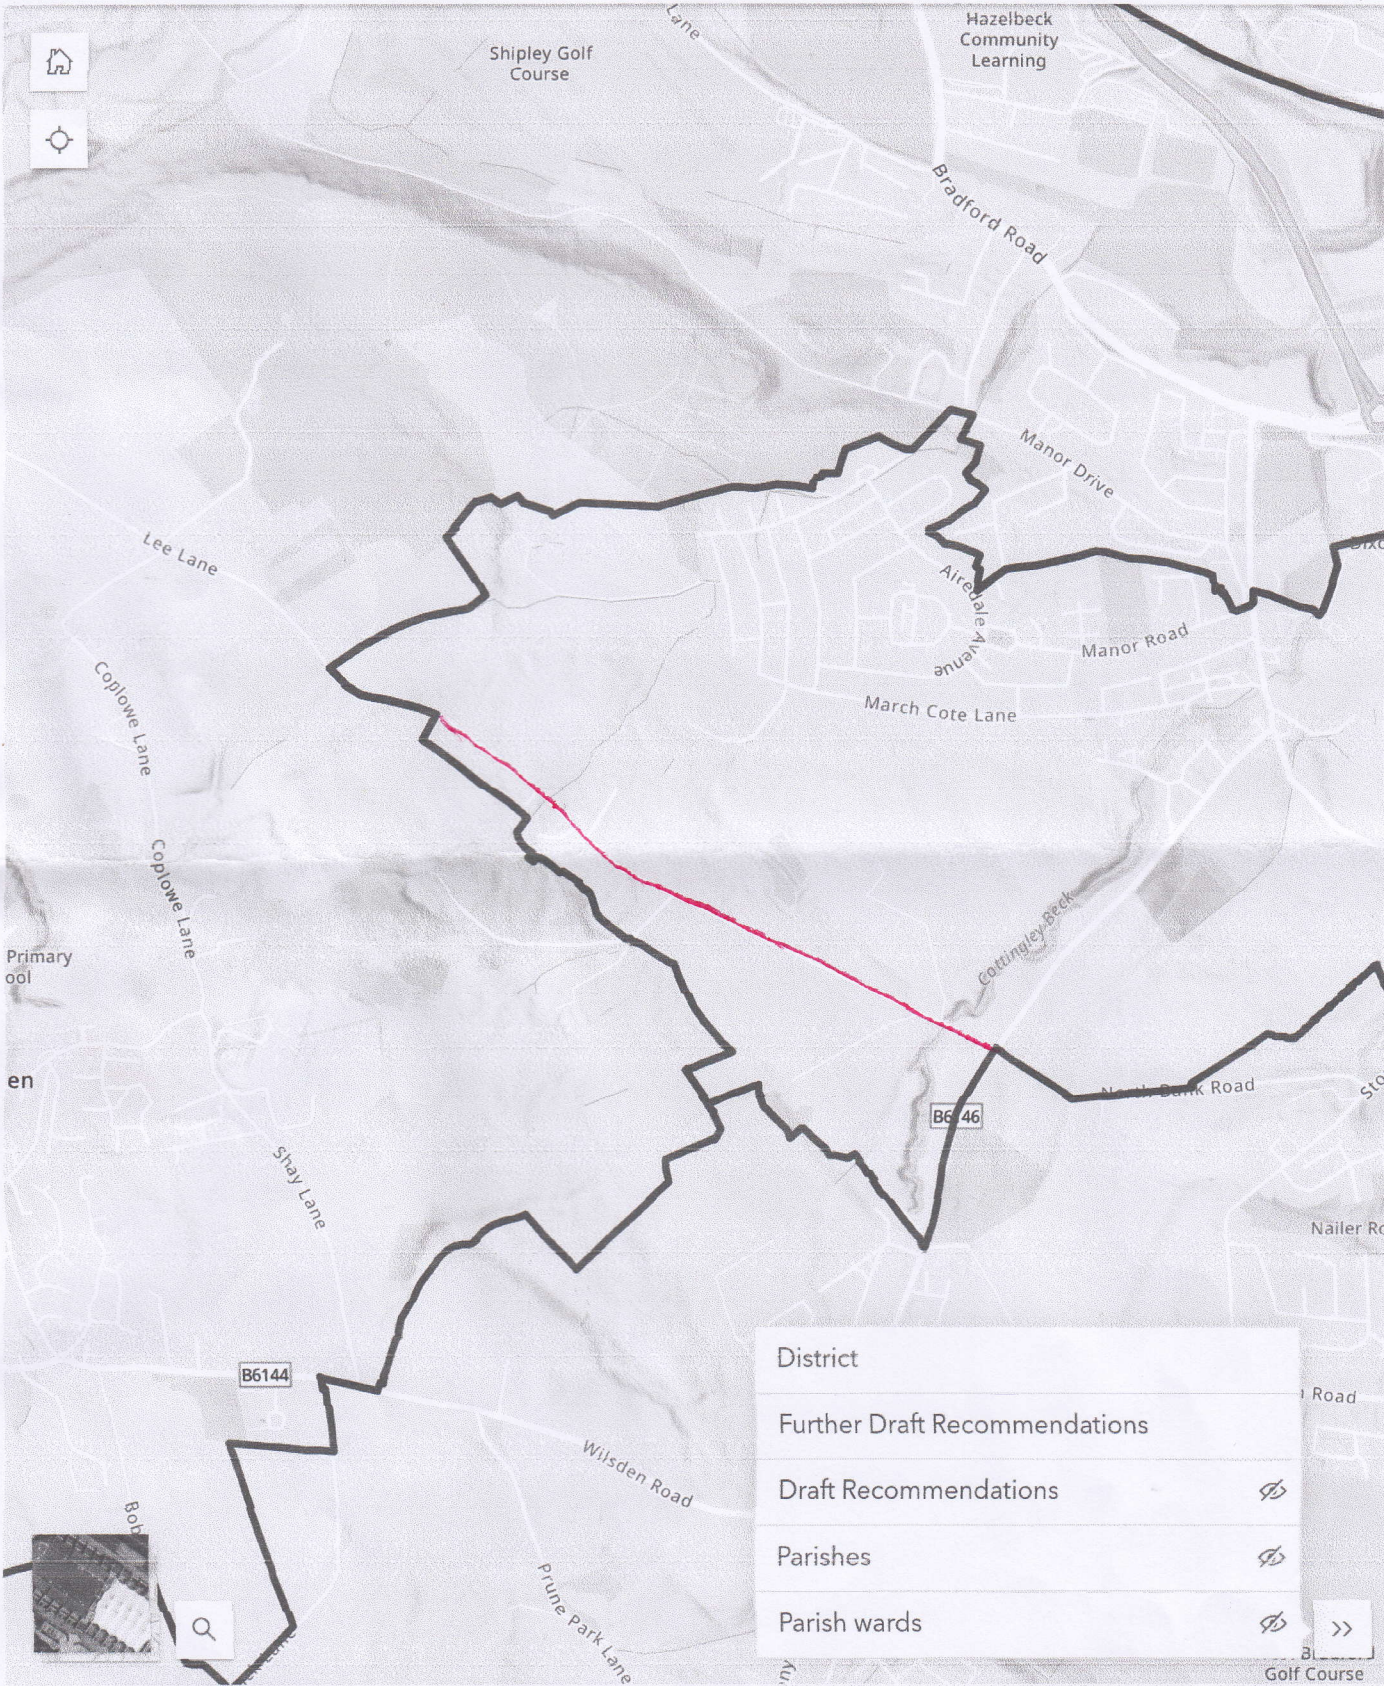 Lane
Shipley Golf
Course
Hazelbeck
Community
Learning
Bradford Road
Manor Drive
Lee Lane
Airedale Avenue
Manor Road
Coplowe Lane
March Cote Lane
Coplowe Lane
Cottingley Beck
Primary
ool
en
North Bank Road
Sto
B6146
Shay Lane
Nailer Ro
District
B6144
Road
Further Draft Recommendations
Wilsden Road
Draft Recommendations
Bob
Parishes
Prune Park Lane
Parish wards
Golf Course